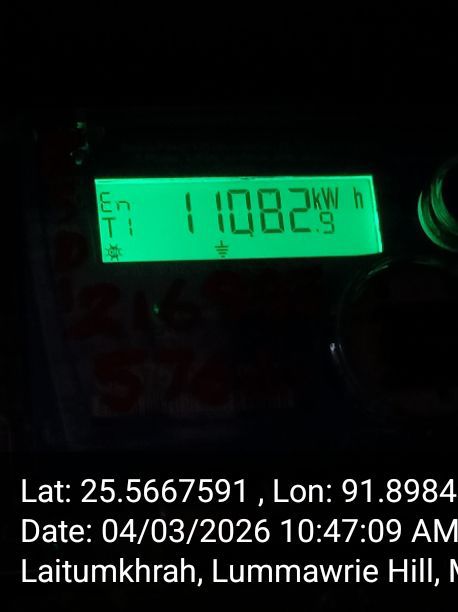 En 11082.9 kW h
T1
Lat: 25.5667591 , Lon: 91.8984
Date: 04/03/2026 10:47:09 AM
Laitumkhrah, Lummawrie Hill, M